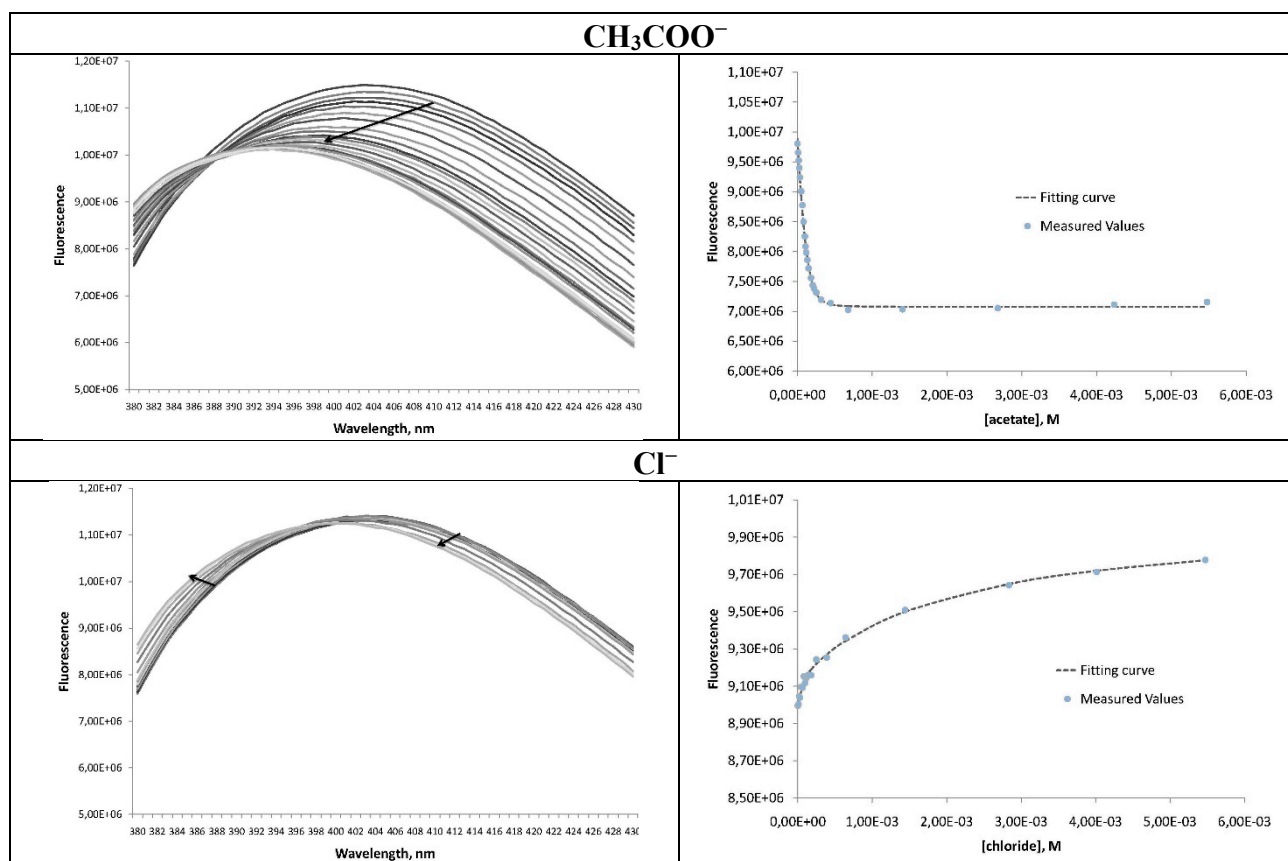 CH₃COO⁻
1,20E+07
1,10E+07
1,00E+07
9,00E+06
8,00E+06
7,00E+06
6,00E+06
5,00E+06
Fluorescence
380 382 384 386 388 390 392 394 396 398 400 402 404 406 408 410 412 414 416 418 420 422 424 426 428 430
Wavelength, nm
1,10E+07
1,05E+07
1,00E+07
9,50E+06
9,00E+06
8,50E+06
8,00E+06
7,50E+06
7,00E+06
6,50E+06
6,00E+06
Fluorescence
Fitting curve
Measured Values
0,00E+00 1,00E-03 2,00E-03 3,00E-03 4,00E-03 5,00E-03 6,00E-03
[acetate], M
Cl⁻
1,20E+07
1,10E+07
1,00E+07
9,00E+06
8,00E+06
7,00E+06
6,00E+06
5,00E+06
Fluorescence
380 382 384 386 388 390 392 394 396 398 400 402 404 406 408 410 412 414 416 418 420 422 424 426 428 430
Wavelength, nm
1,01E+07
9,90E+06
9,70E+06
9,50E+06
9,30E+06
9,10E+06
8,90E+06
8,70E+06
8,50E+06
Fluorescence
Fitting curve
Measured Values
0,00E+00 1,00E-03 2,00E-03 3,00E-03 4,00E-03 5,00E-03 6,00E-03
[chloride], M